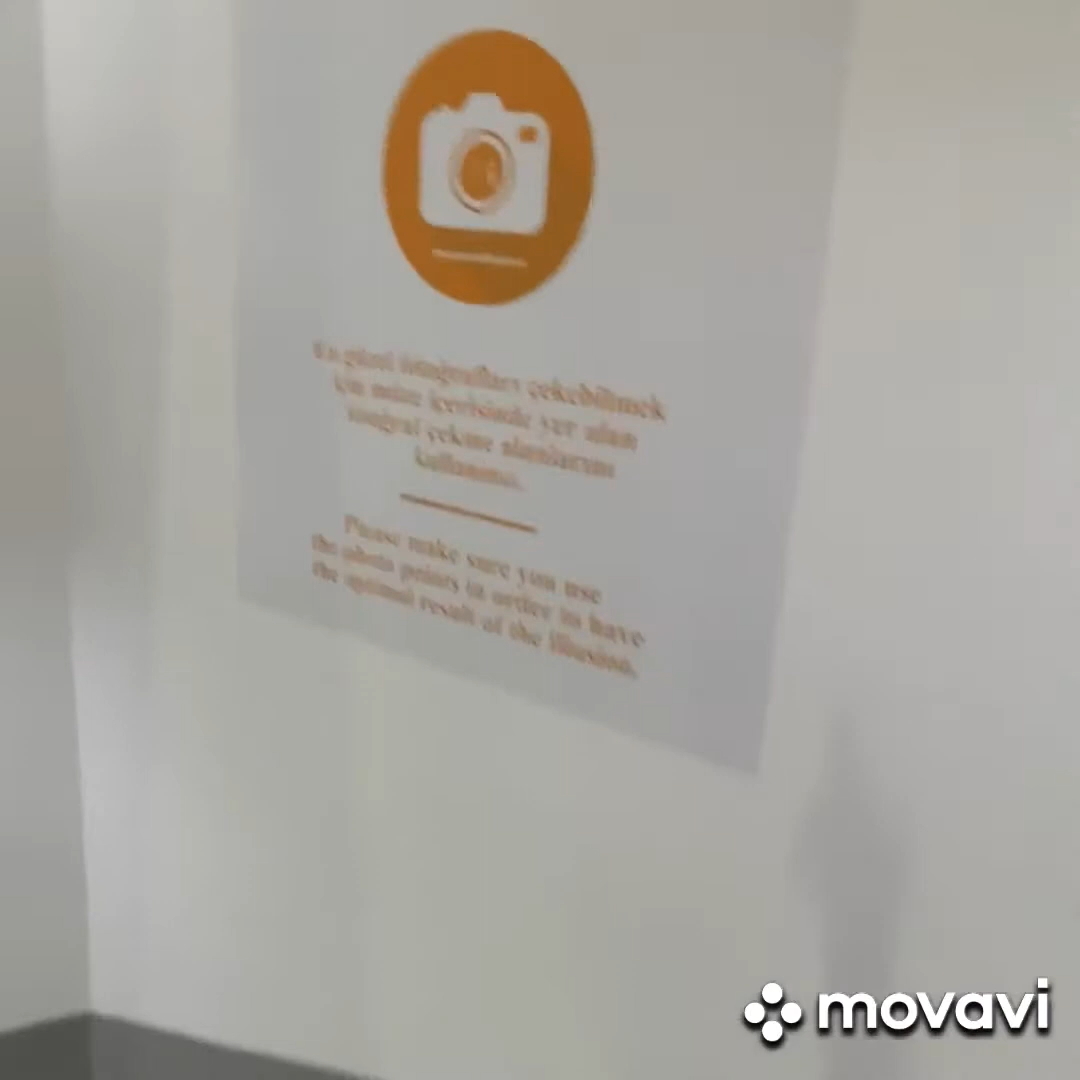 En güzel fotoğrafları çekebilmek
için müze içerisinde yer alan
fotoğraf çekme alanlarını
kullanınız.
Please make sure you use
the photo points in order to have
the optimal result of the illusion.
movavi